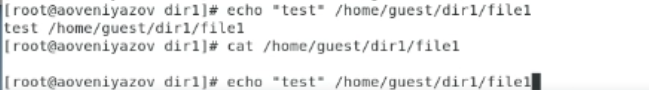 [root@aoveniyazov dir1]# echo "test" /home/guest/dir1/file1
test /home/guest/dir1/file1
[root@aoveniyazov dir1]# cat /home/guest/dir1/file1
[root@aoveniyazov dir1]# echo "test" /home/guest/dir1/file1